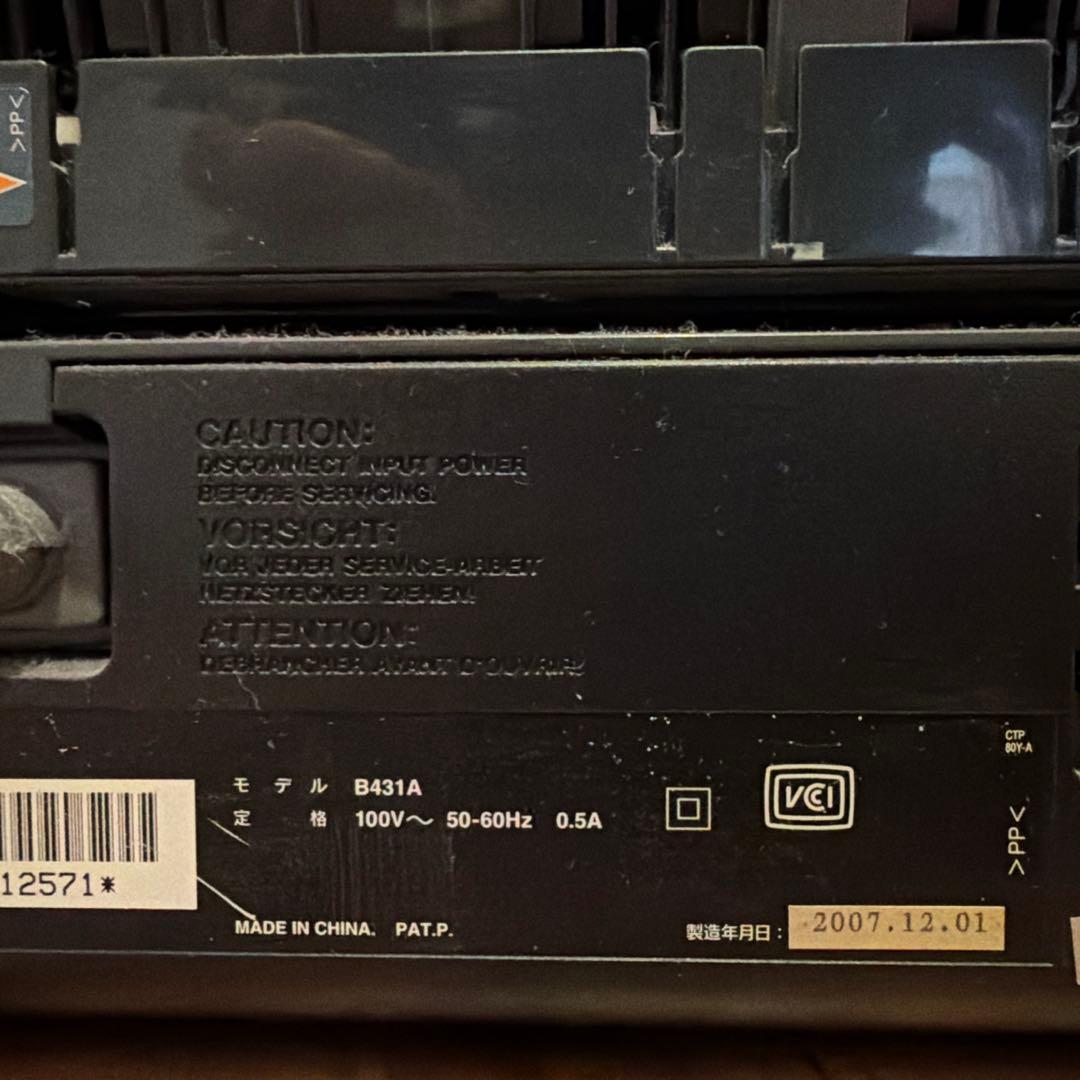 >PP<
CAUTION:
DISCONNECT INPUT POWER
BEFORE SERVICING.
VORSICHT:
VOR JEDER SERVICE-ARBEIT
NETZSTECKER ZIEHEN.
ATTENTION:
DEBRANCHER AVANT D'OUVRIR.
CTP
80Y-A
モデル B431A
定格 100V～ 50-60Hz 0.5A
VCCI
>PP<
12571*
MADE IN CHINA. PAT.P.
製造年月日： 2007.12.01